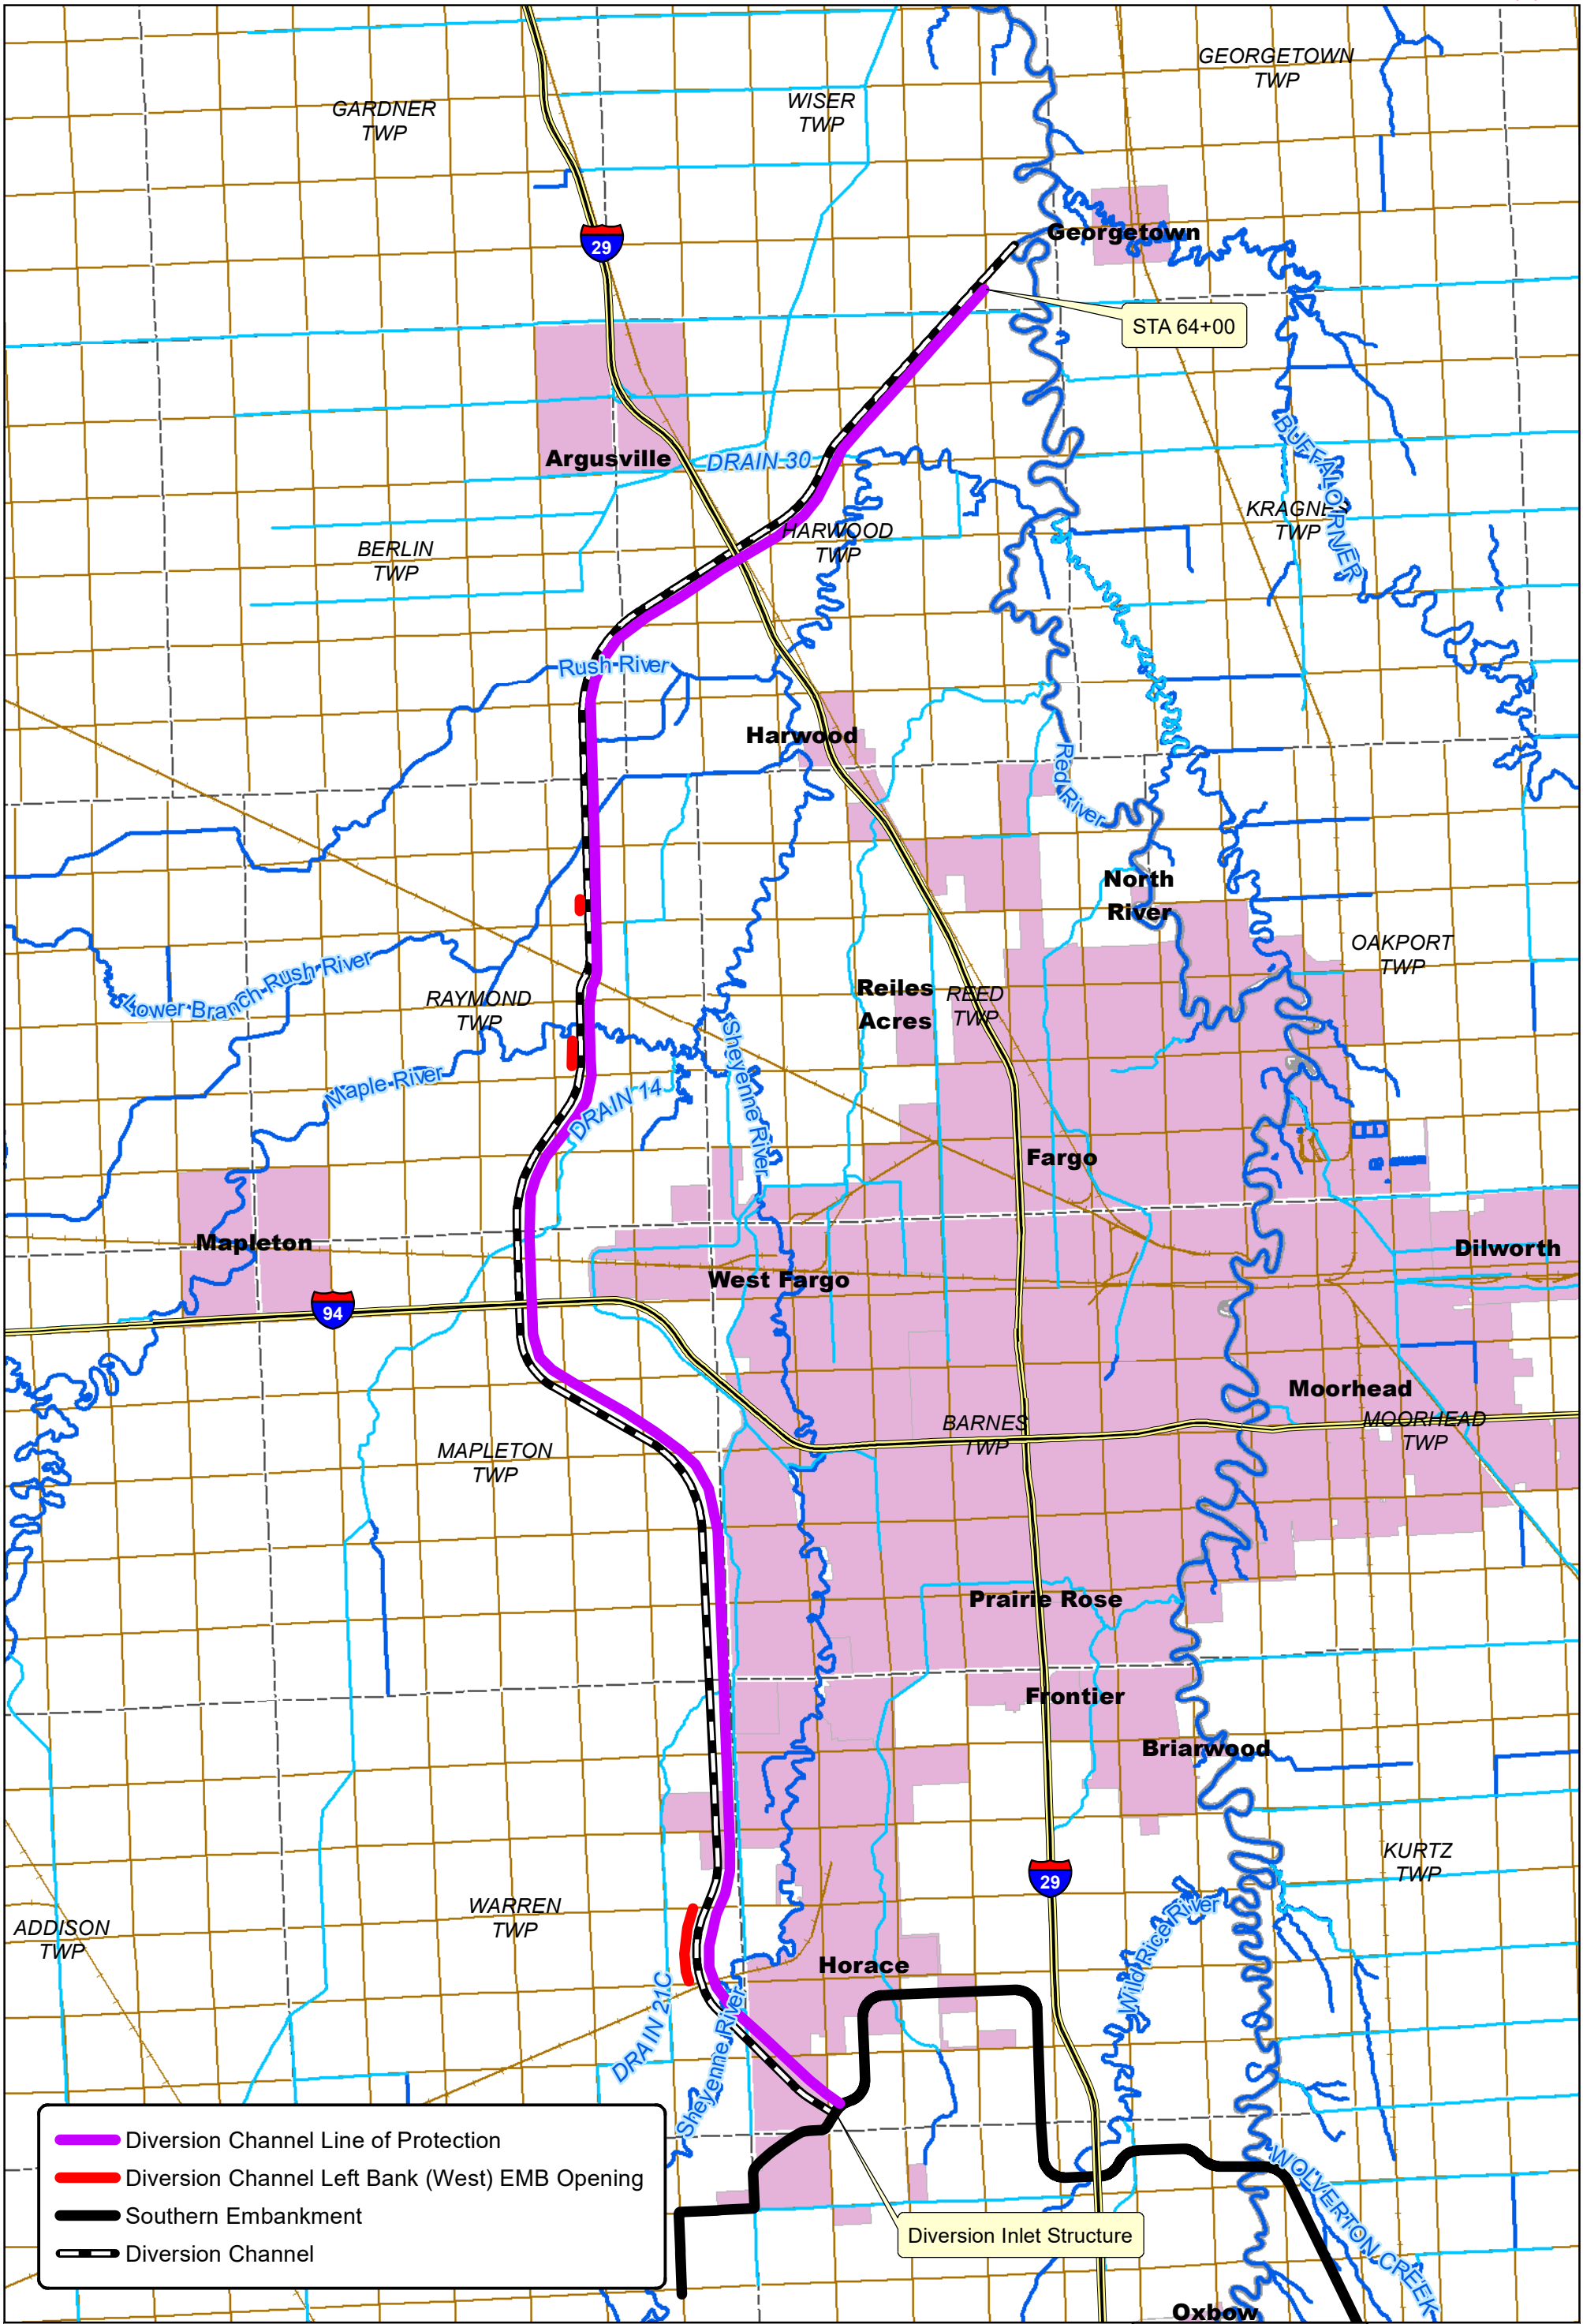 GEORGETOWN
TWP
WISER
TWP
GARDNER
TWP
29
Georgetown
STA 64+00
Argusville
DRAIN 30
BUFFALO RIVER
KRAGNES
TWP
HARWOOD
TWP
BERLIN
TWP
Rush River
Harwood
Red River
North
River
OAKPORT
TWP
Lower Branch Rush River
RAYMOND
TWP
Reiles
Acres
REED
TWP
Maple River
DRAIN 14
Sheyenne River
Fargo
Mapleton
Dilworth
West Fargo
94
Moorhead
MOORHEAD
TWP
BARNES
TWP
MAPLETON
TWP
Prairie Rose
Frontier
Briarwood
KURTZ
TWP
29
WARREN
TWP
ADDISON
TWP
Wild Rice River
Horace
DRAIN 21C
Sheyenne River
WOLVERTON CREEK
Diversion Channel Line of Protection
Diversion Channel Left Bank (West) EMB Opening
Southern Embankment
Diversion Channel
Diversion Inlet Structure
Oxbow